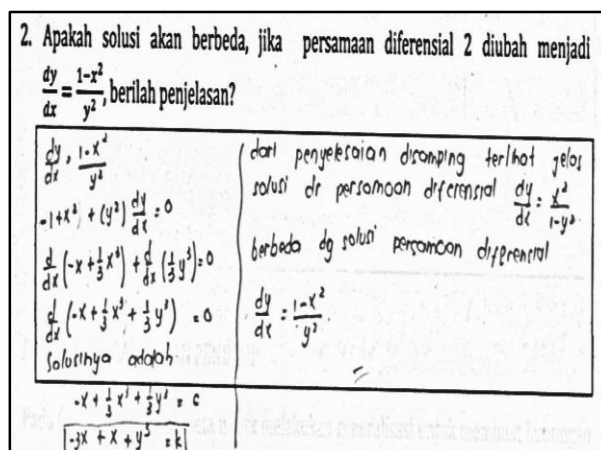 2. Apakah solusi akan berbeda, jika persamaan diferensial 2 diubah menjadi
dy/dx = 1-x²/y², berilah penjelasan?
dy/dx = 1-x²/y²
-1+x²) + (y²) dy/dx = 0
d/dx (-x + 1/3 x³) + d/dx (1/3 y³) = 0
d/dx (-x + 1/3 x³ + 1/3 y³) = 0
Solusinya adalah
-x + 1/3 x³ + 1/3 y³ = c
-3x + x + y³ = k
dari penyelesaian disamping terlihat jelas
solusi dr persamaan diferensial dy/dx = x²/1-y²
berbeda dg solusi persamaan diferensial
dy/dx = 1-x²/y²